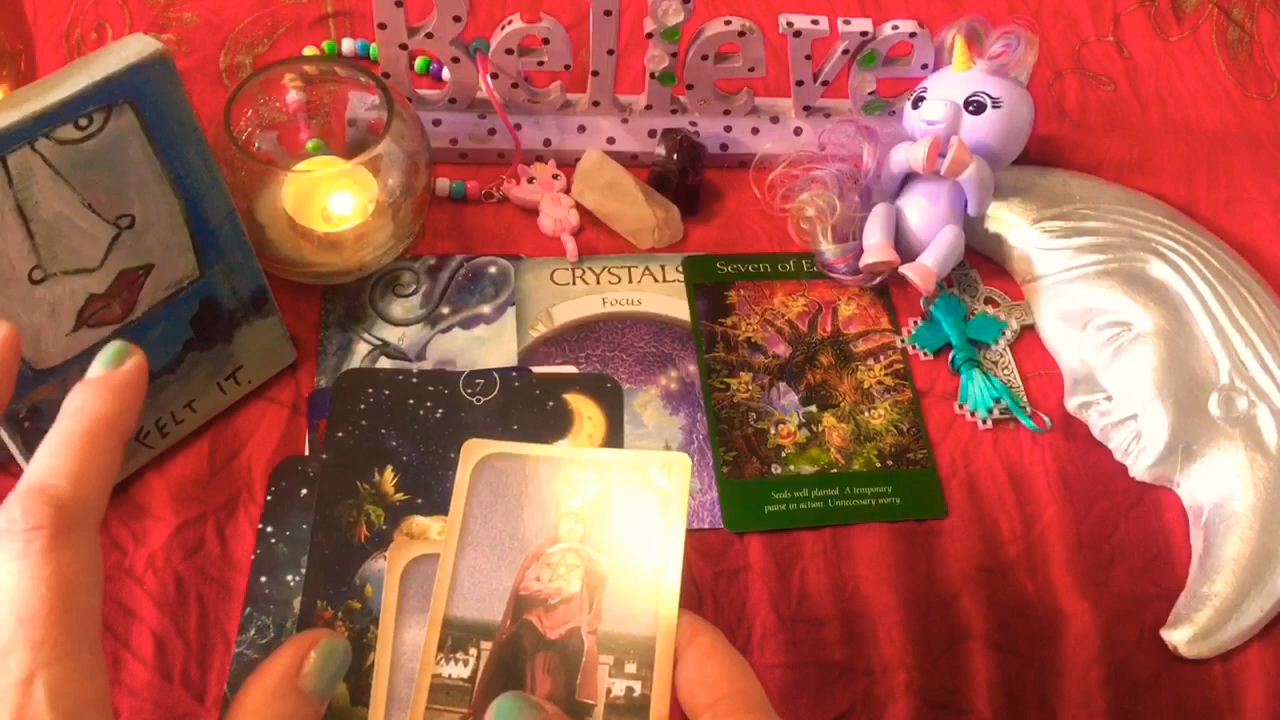 Believe
CRYSTALS
Focus
Seven of
7
FELT IT.
Seeds well planted. A temporary
pause in action. Unnecessary worry.